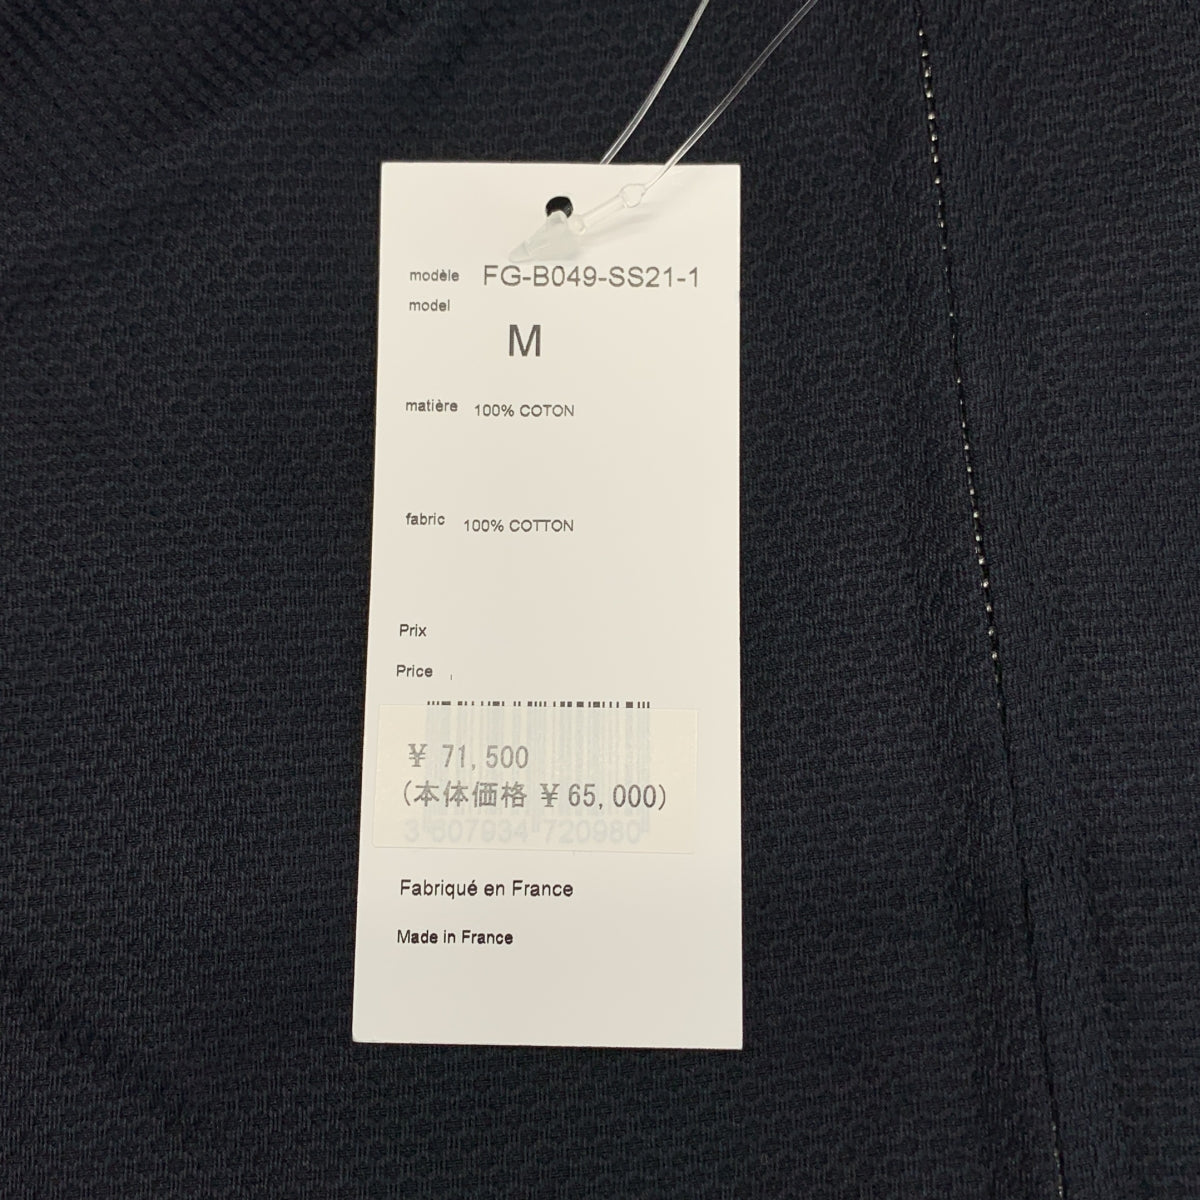 modèle FG-B049-SS21-1
model
M
matière 100% COTON
fabric 100% COTTON
Prix
Price
¥ 71,500
(本体価格 ¥ 65,000)
3 607934 720980
Fabriqué en France
Made in France